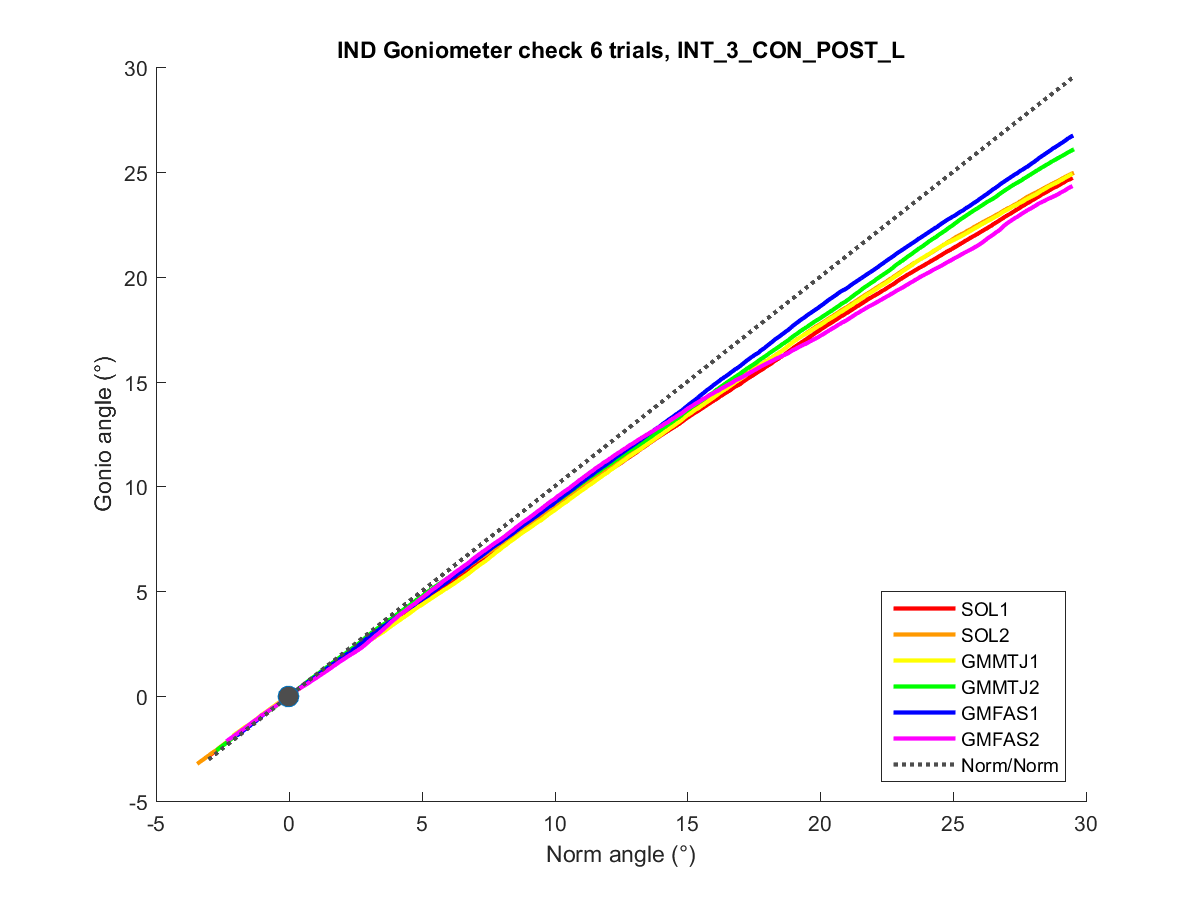 IND Goniometer check 6 trials, INT_3_CON_POST_L
30
25
20
15
10
5
0
-5
Gonio angle (°)
-5 0 5 10 15 20 25 30
Norm angle (°)
SOL1
SOL2
GMMTJ1
GMMTJ2
GMFAS1
GMFAS2
Norm/Norm